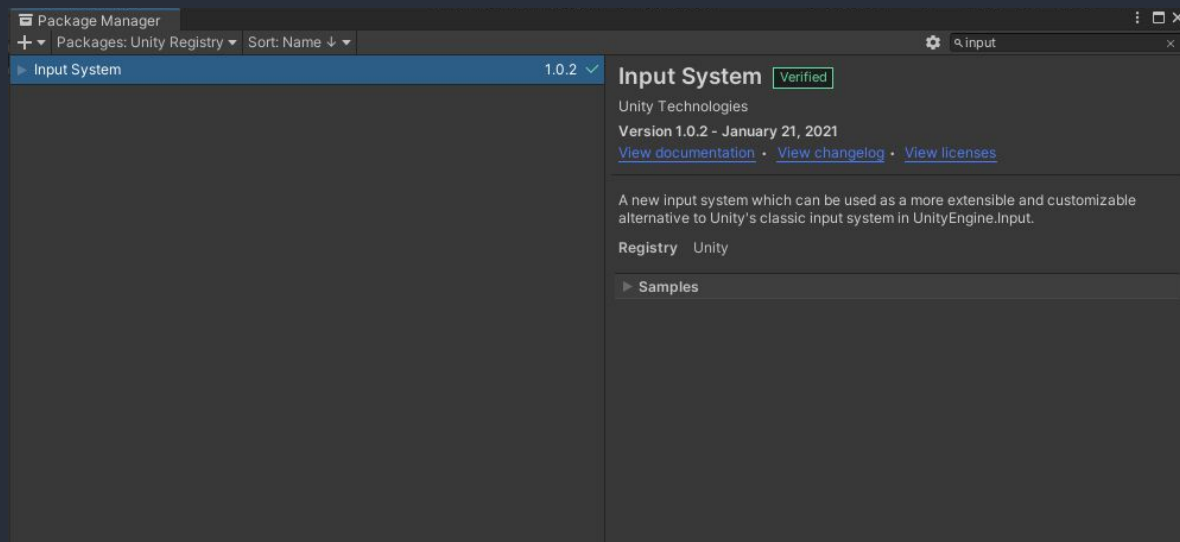 Package Manager
+ Packages: Unity Registry Sort: Name ↓
input
Input System 1.0.2
Input System Verified
Unity Technologies
Version 1.0.2 - January 21, 2021
View documentation • View changelog • View licenses
A new input system which can be used as a more extensible and customizable
alternative to Unity's classic input system in UnityEngine.Input.
Registry Unity
Samples